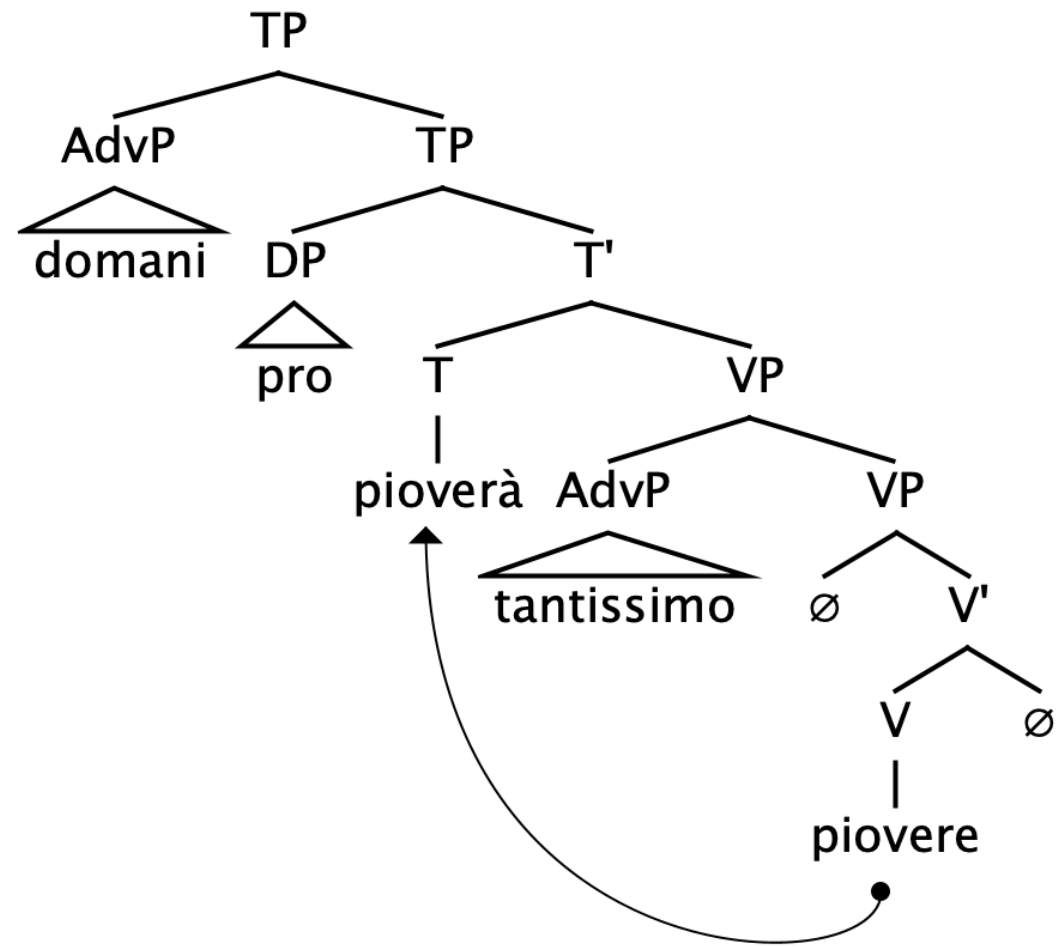 TP
AdvP TP
domani DP T'
pro T VP
pioverà AdvP VP
tantissimo ∅ V'
V ∅
piovere